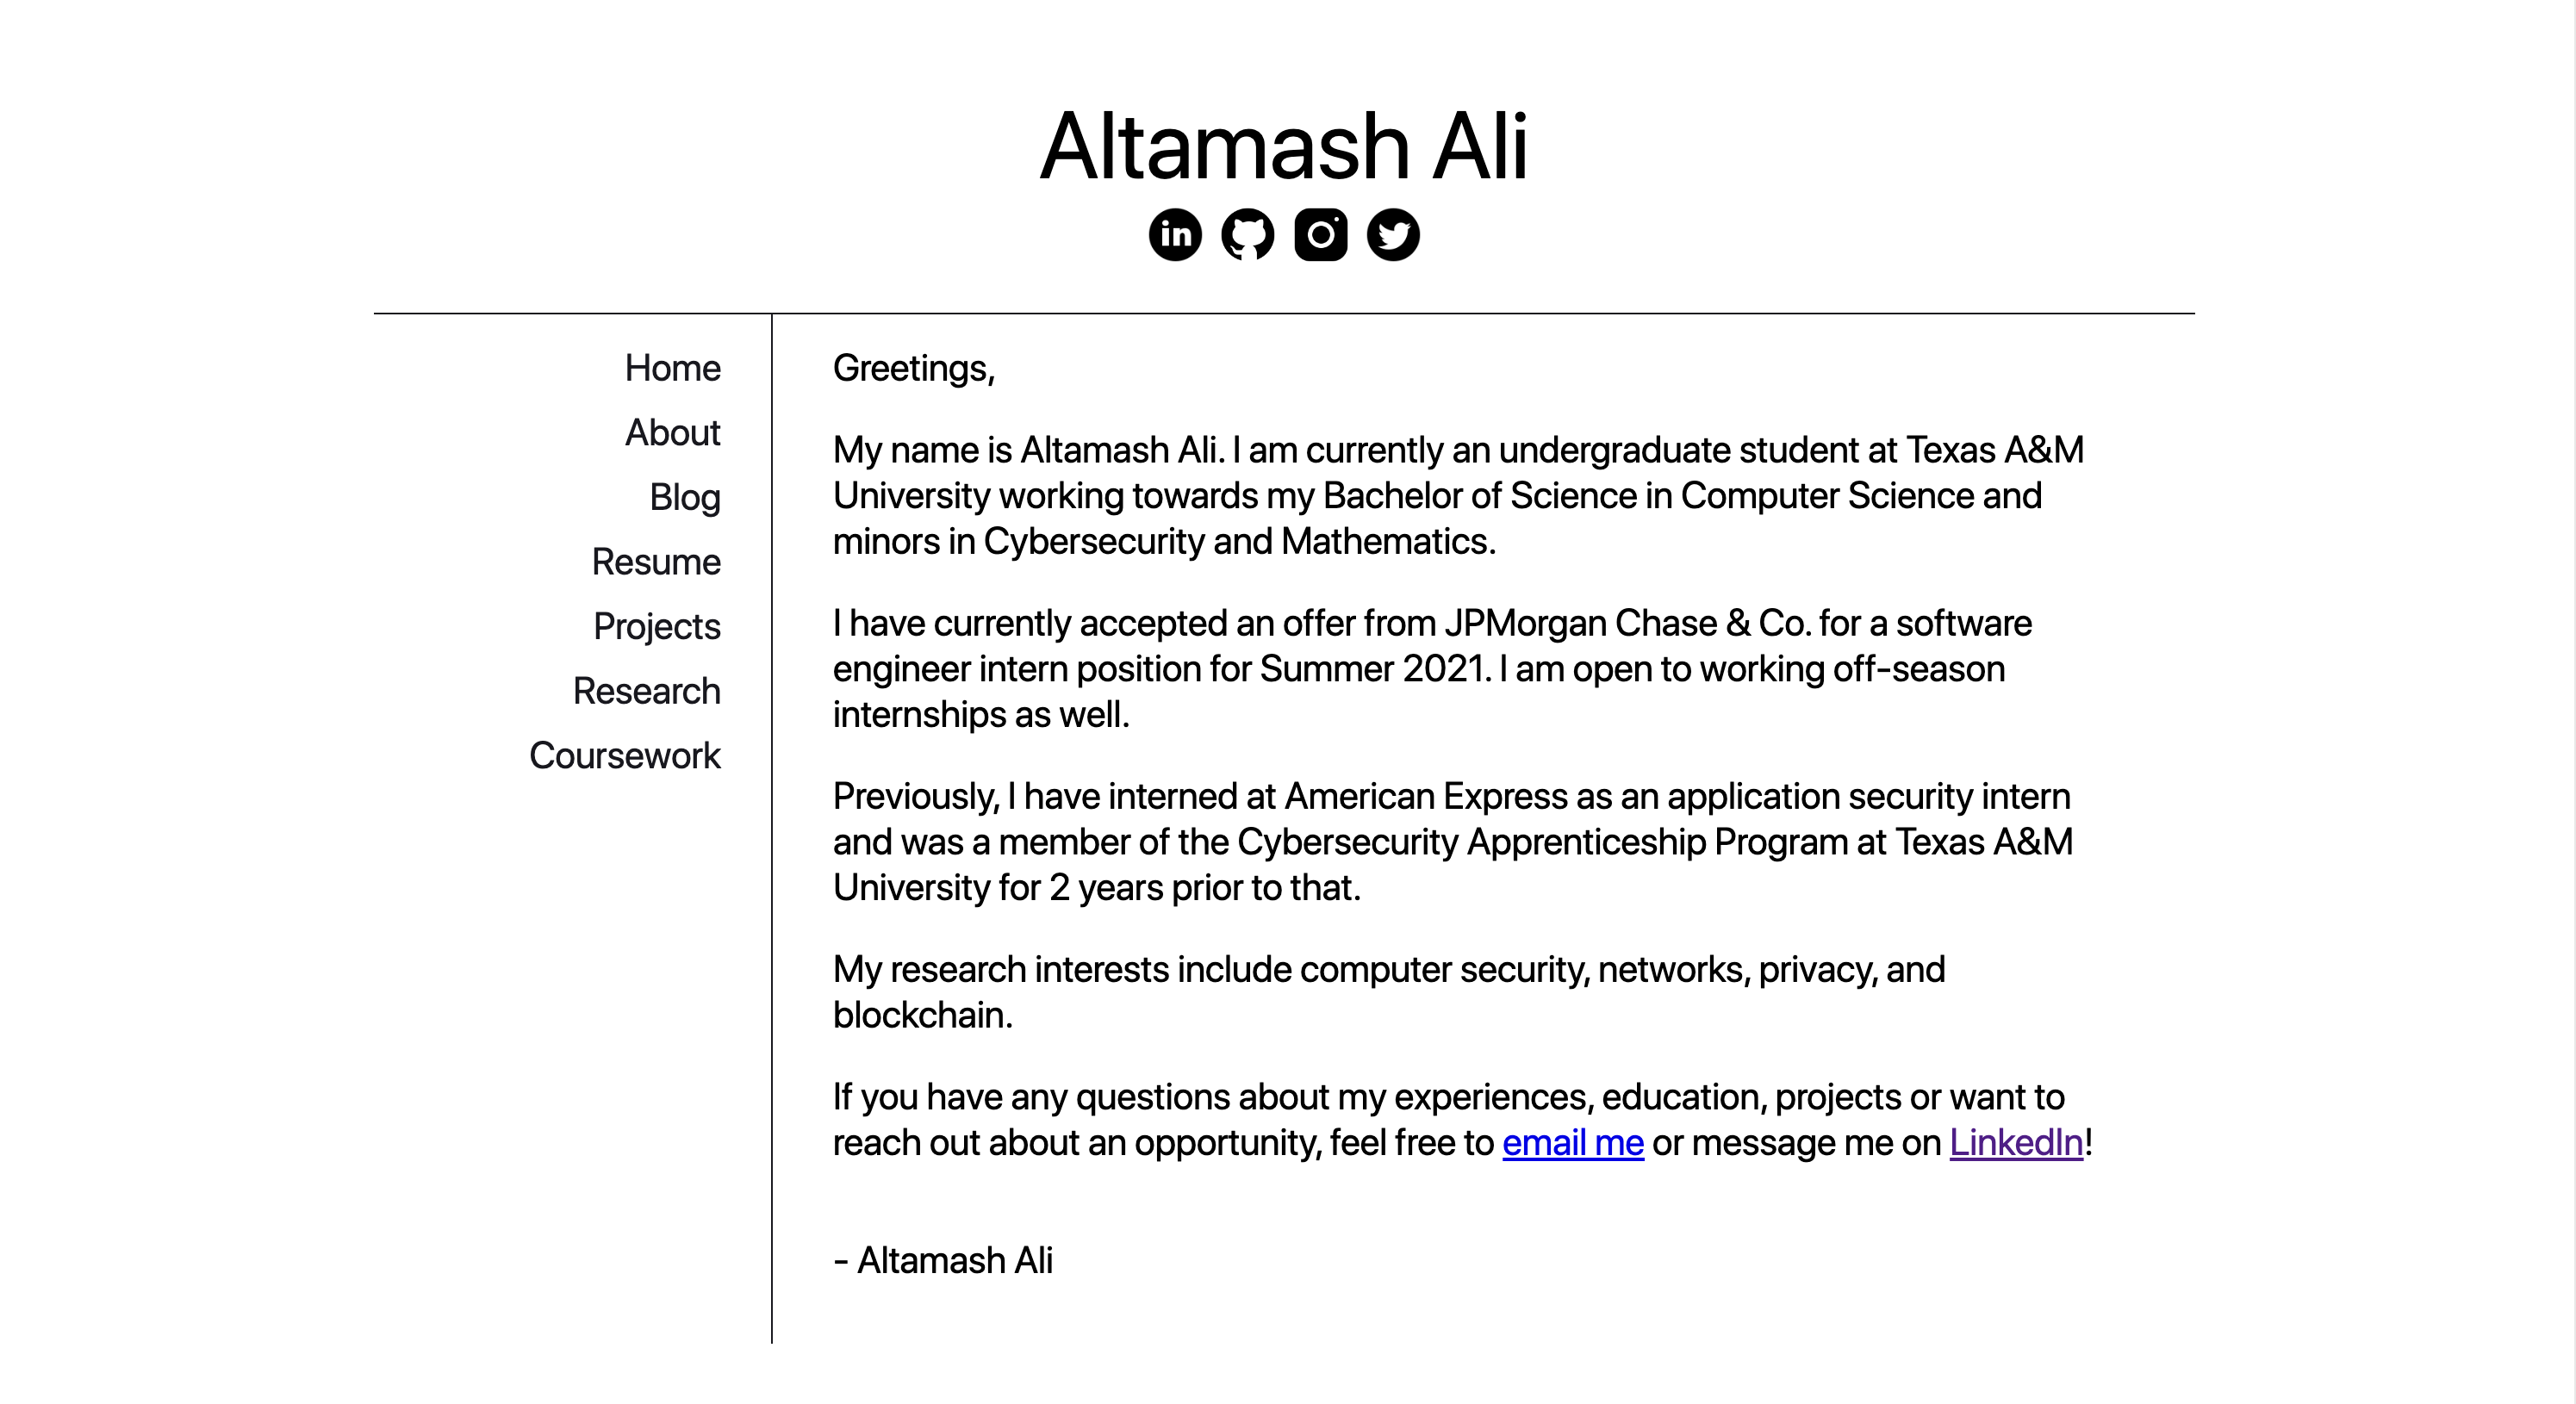 Altamash Ali
in
Home
About
Blog
Resume
Projects
Research
Coursework
Greetings,
My name is Altamash Ali. I am currently an undergraduate student at Texas A&M
University working towards my Bachelor of Science in Computer Science and
minors in Cybersecurity and Mathematics.
I have currently accepted an offer from JPMorgan Chase & Co. for a software
engineer intern position for Summer 2021. I am open to working off-season
internships as well.
Previously, I have interned at American Express as an application security intern
and was a member of the Cybersecurity Apprenticeship Program at Texas A&M
University for 2 years prior to that.
My research interests include computer security, networks, privacy, and
blockchain.
If you have any questions about my experiences, education, projects or want to
reach out about an opportunity, feel free to email me or message me on LinkedIn!
- Altamash Ali